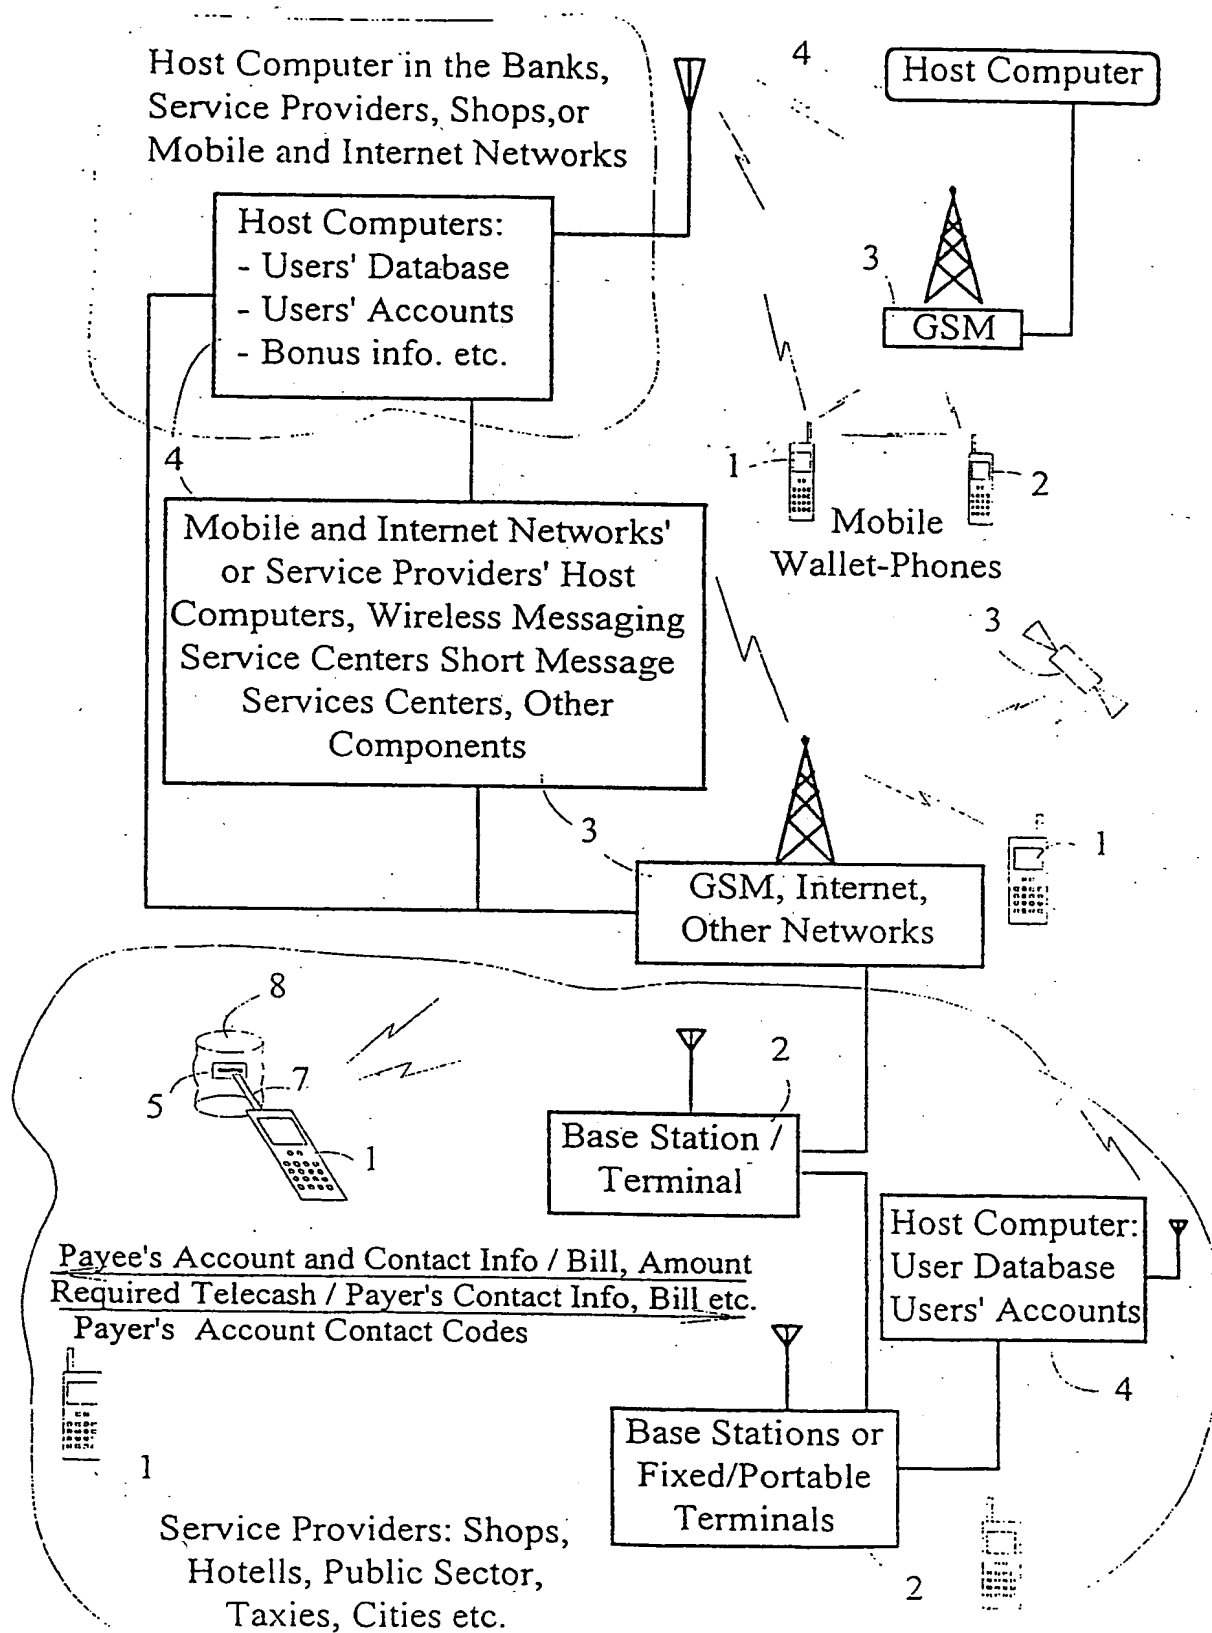 Host Computer in the Banks,
Service Providers, Shops,or
Mobile and Internet Networks
4
Host Computer
Host Computers:
- Users' Database
- Users' Accounts
- Bonus info. etc.
3
GSM
4
1
2
Mobile
Wallet-Phones
Mobile and Internet Networks'
or Service Providers' Host
Computers, Wireless Messaging
Service Centers Short Message
Services Centers, Other
Components
3
3
1
GSM, Internet,
Other Networks
8
5
7
1
2
Base Station /
Terminal
Host Computer:
User Database
Users' Accounts
4
Payee's Account and Contact Info / Bill, Amount
Required Telecash / Payer's Contact Info, Bill etc.
Payer's Account Contact Codes
1
Base Stations or
Fixed/Portable
Terminals
2
Service Providers: Shops,
Hotells, Public Sector,
Taxies, Cities etc.